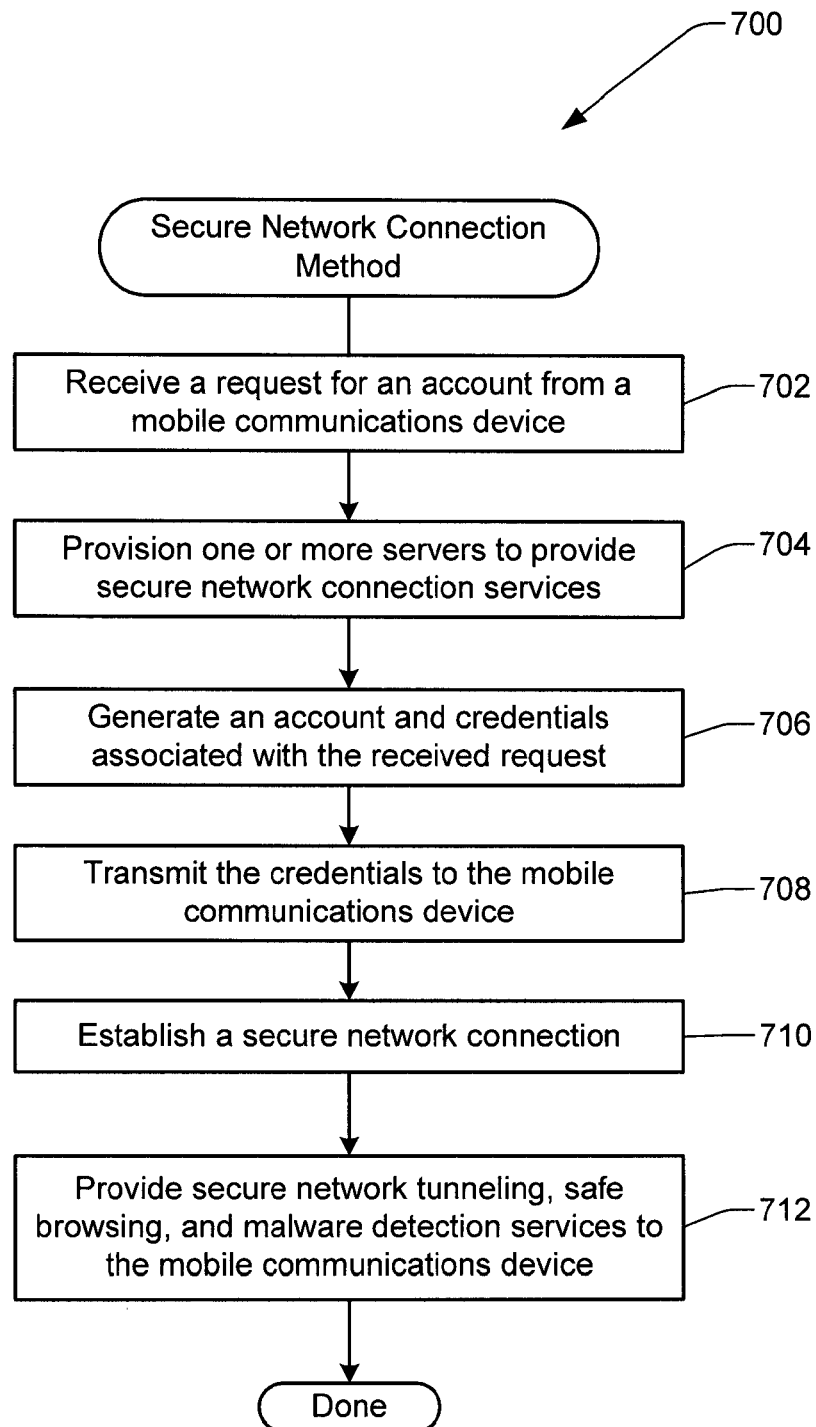 700
Secure Network Connection
Method
Receive a request for an account from a
mobile communications device
702
Provision one or more servers to provide
secure network connection services
704
Generate an account and credentials
associated with the received request
706
Transmit the credentials to the mobile
communications device
708
Establish a secure network connection
710
Provide secure network tunneling, safe
browsing, and malware detection services to
the mobile communications device
712
Done